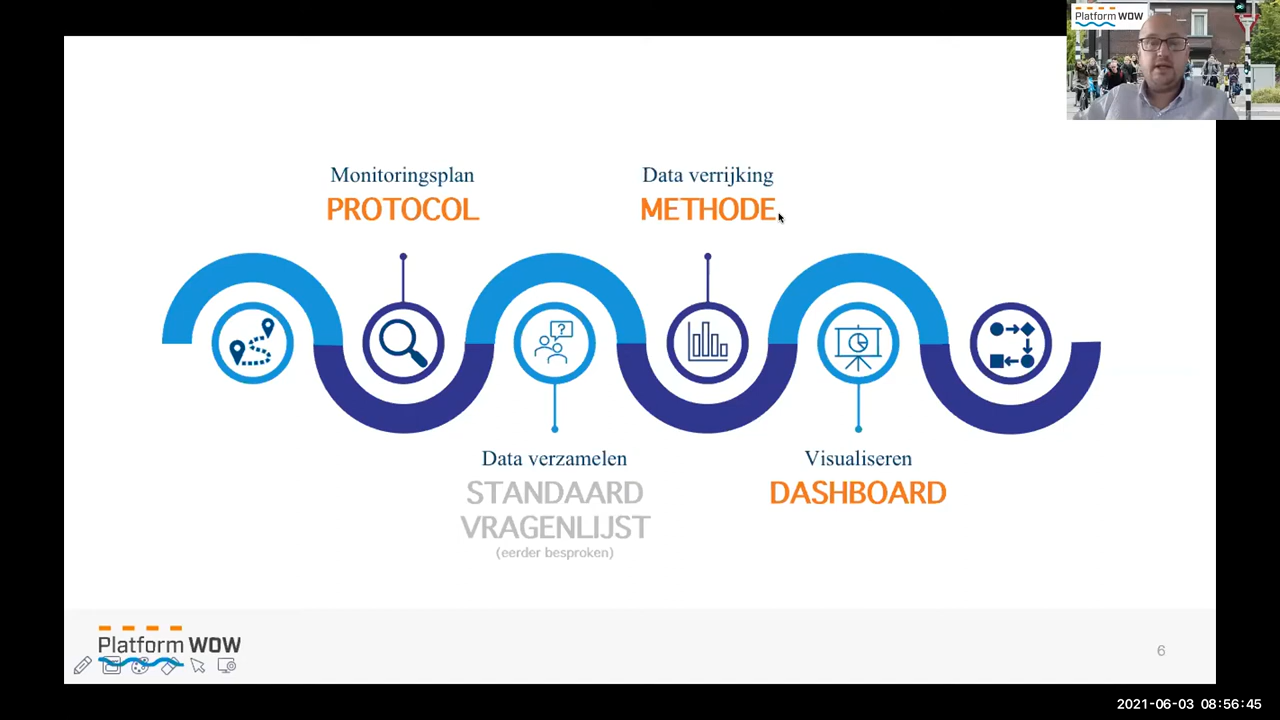 Platform WOW
Monitoringsplan
PROTOCOL
Data verrijking
METHODE
?
Data verzamelen
STANDAARD
VRAGENLIJST
(eerder besproken)
Visualiseren
DASHBOARD
Platform WOW
6
2021-06-03 08:56:45